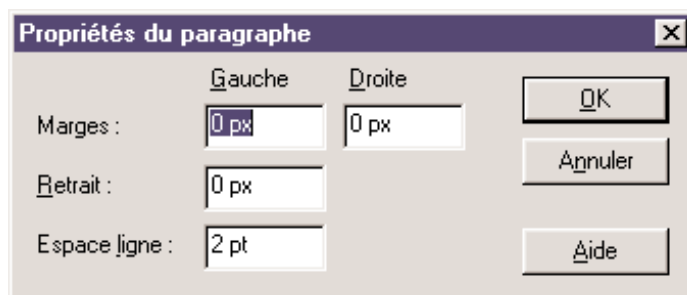 Propriétés du paragraphe
Gauche Droite
Marges : 0 px 0 px
OK
Annuler
Retrait : 0 px
Espace ligne : 2 pt
Aide